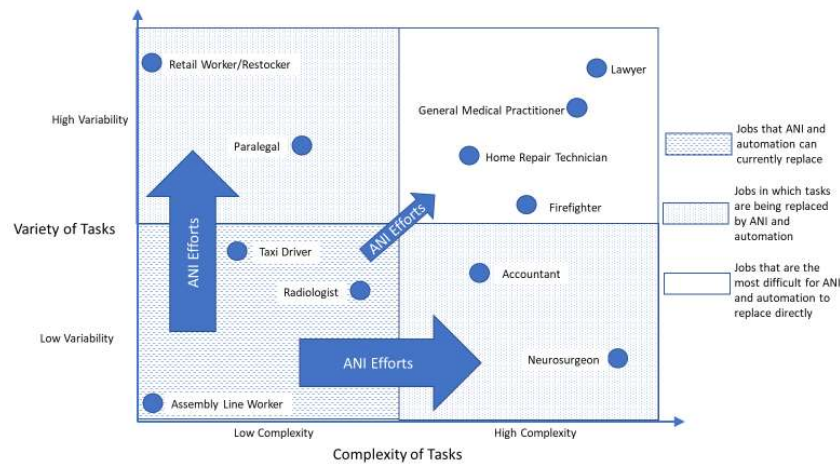 Retail Worker/Restocker
Lawyer
General Medical Practitioner
High Variability
Jobs that ANI and
automation can
currently replace
Paralegal
Home Repair Technician
Jobs in which tasks
are being replaced
by ANI and
automation
Firefighter
Variety of Tasks
ANI Efforts
ANI Efforts
Taxi Driver
Accountant
Radiologist
Jobs that are the
most difficult for ANI
and automation to
replace directly
Low Variability
ANI Efforts
Neurosurgeon
Assembly Line Worker
Low Complexity
High Complexity
Complexity of Tasks